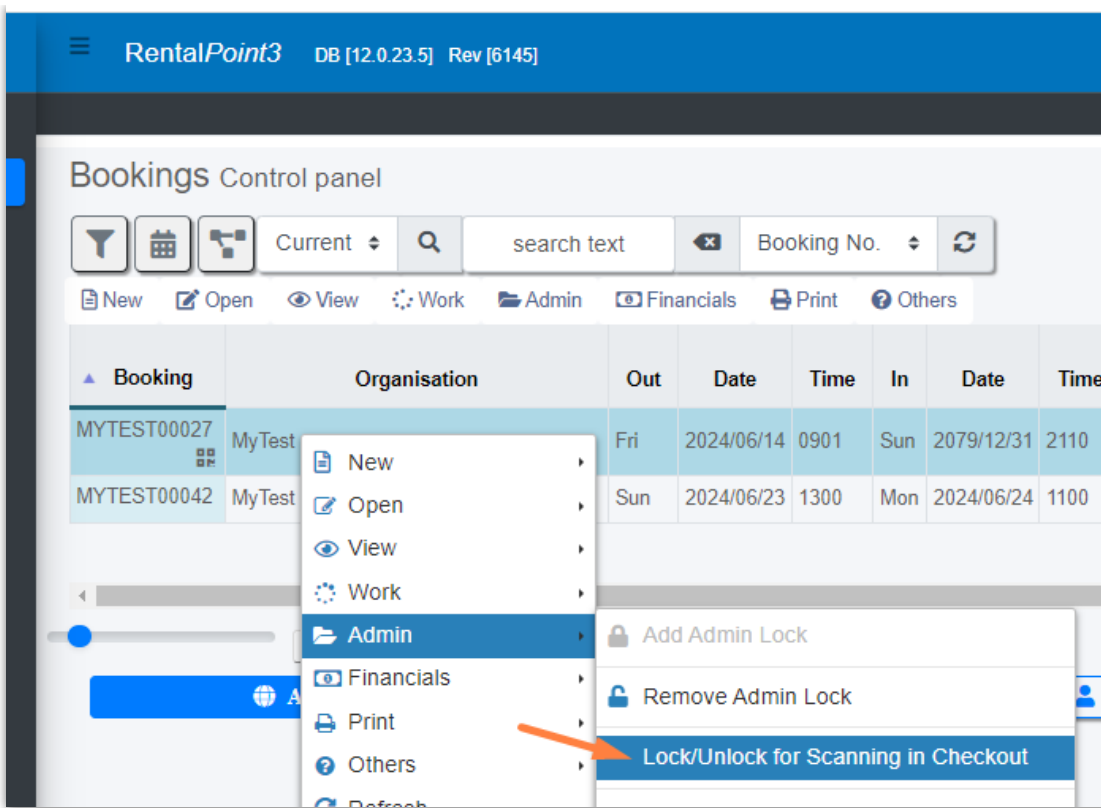 RentalPoint3 DB [12.0.23.5] Rev [6145]
Bookings Control panel
Current search text Booking No.
New Open View Work Admin Financials Print Others
Booking Organisation Out Date Time In Date Time
MYTEST00027 MyTest Fri 2024/06/14 0901 Sun 2079/12/31 2110
MYTEST00042 MyTest Sun 2024/06/23 1300 Mon 2024/06/24 1100
New
Open
View
Work
Admin
Financials
Print
Others
Refresh
Add Admin Lock
Remove Admin Lock
Lock/Unlock for Scanning in Checkout